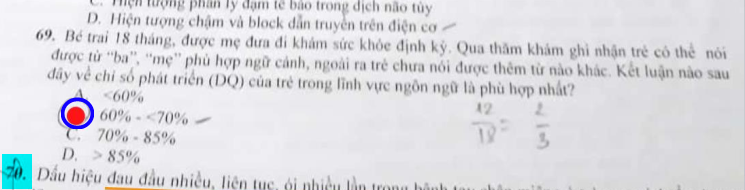 C. Hiện tượng phân ly đạm tế bào trong dịch não tủy
D. Hiện tượng chậm và block dẫn truyền trên điện cơ
69. Bé trai 18 tháng, được mẹ đưa đi khám sức khỏe định kỳ. Qua thăm khám ghi nhận trẻ có thể nói
được từ "ba", "mẹ" phù hợp ngữ cảnh, ngoài ra trẻ chưa nói được thêm từ nào khác. Kết luận nào sau
đây về chỉ số phát triển (DQ) của trẻ trong lĩnh vực ngôn ngữ là phù hợp nhất?
A. <60%
60% - <70%
12/18 = 2/3
C. 70% - 85%
D. > 85%
70. Dấu hiệu đau đầu nhiều, liên tục, ói nhiều lần trong